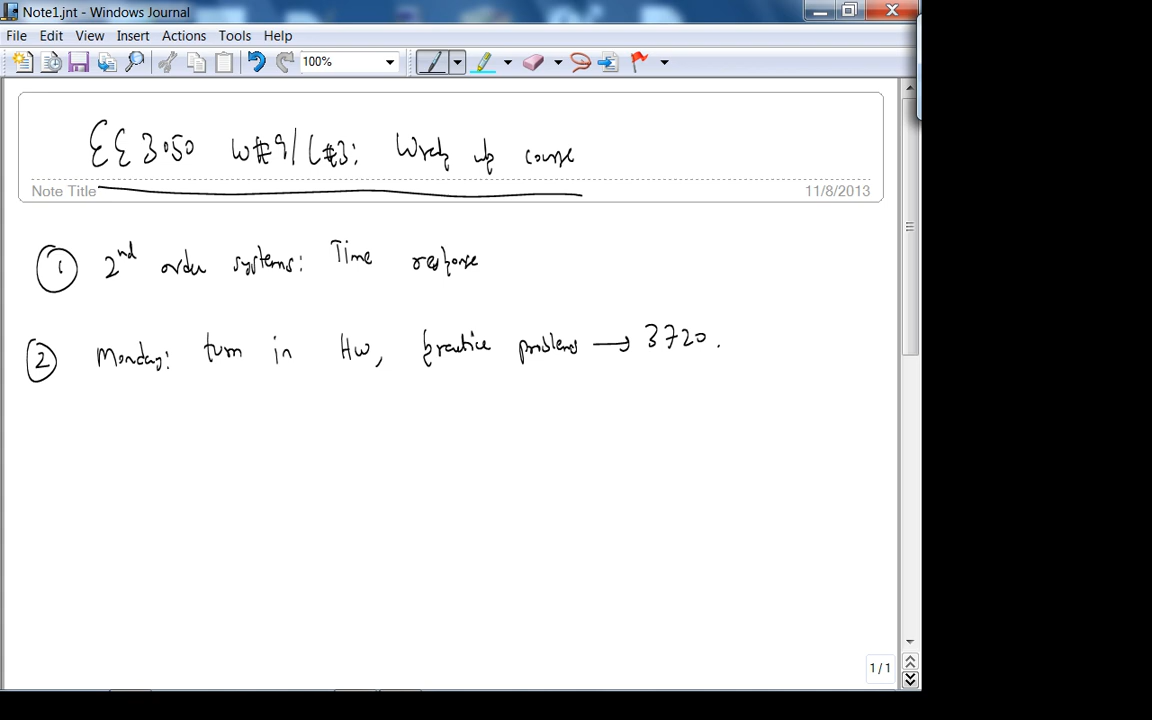 Note1.jnt - Windows Journal
File Edit View Insert Actions Tools Help
100%
EE 3050 W#9/L#3: Wrap up course
Note Title
11/8/2013
1 2nd order systems: Time response
2 Monday: turn in HW, practice problems → 3720.
1 / 1